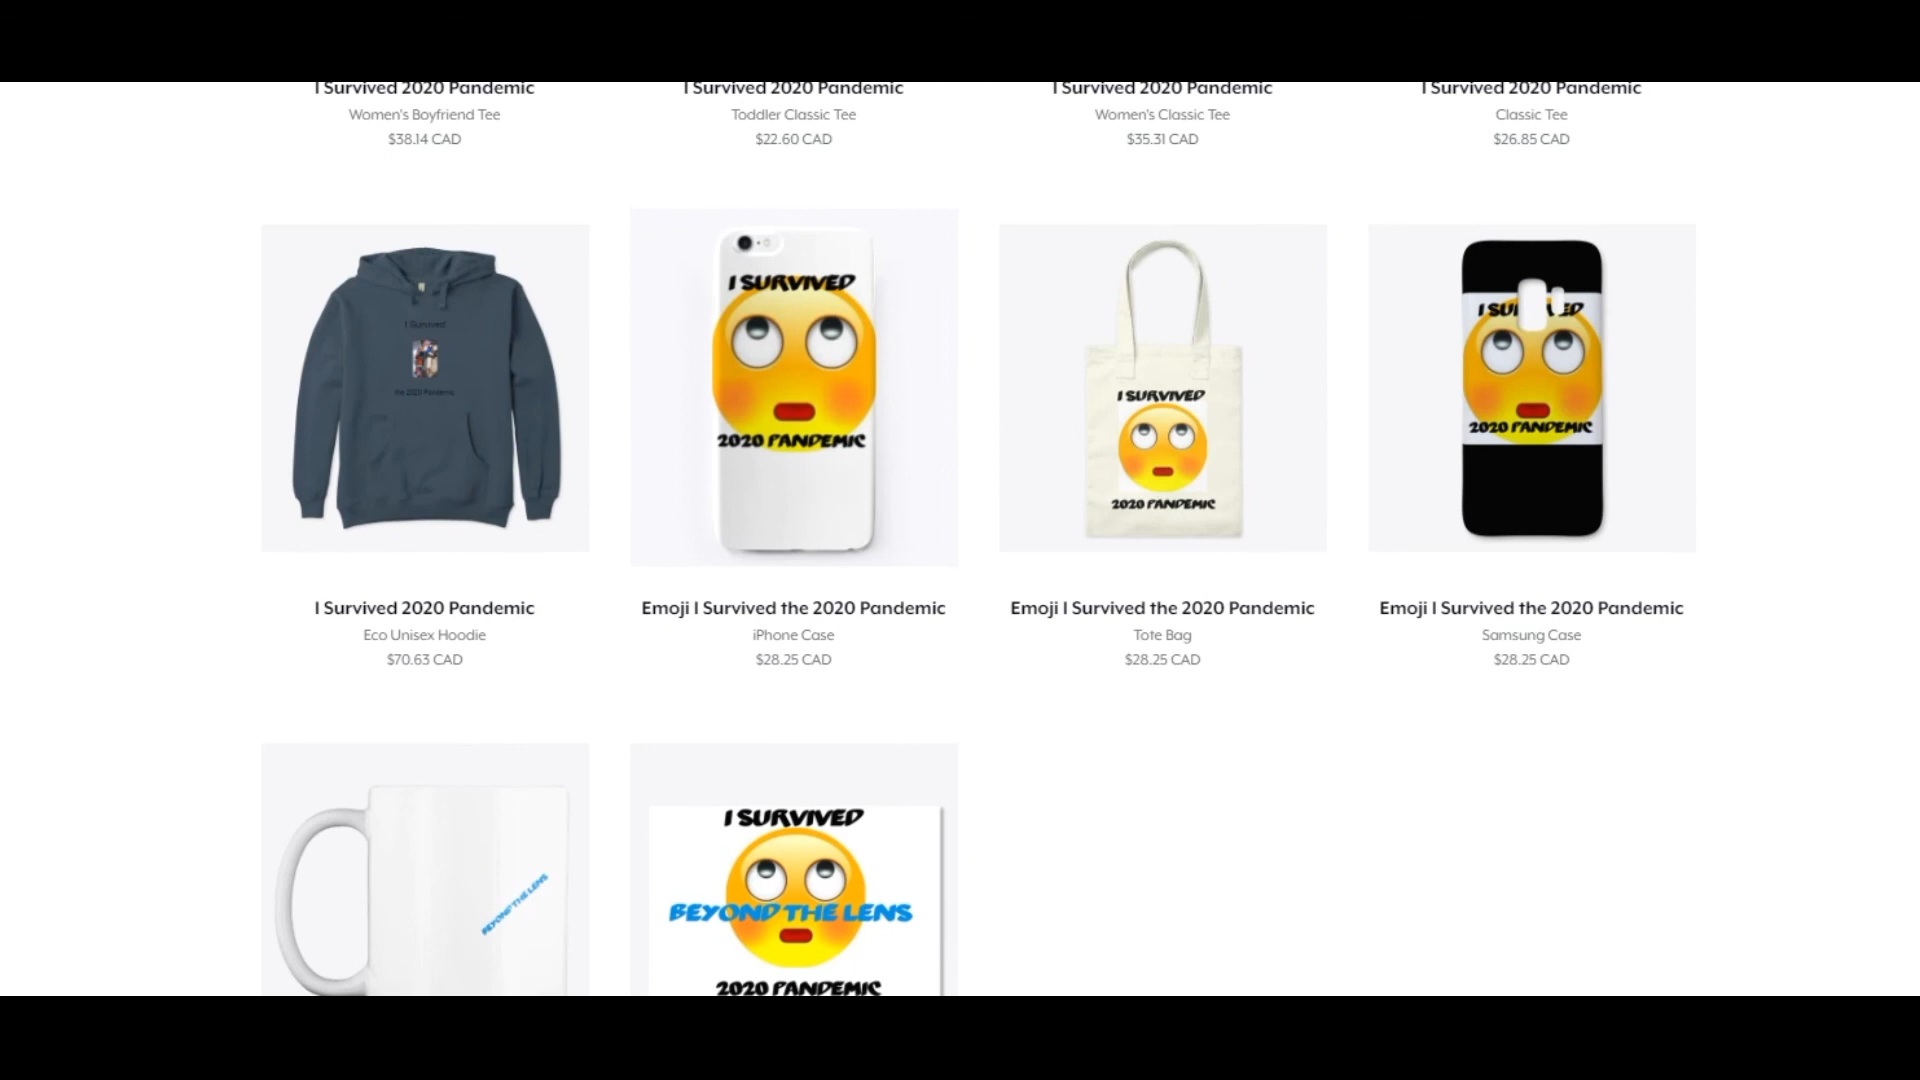 I Survived 2020 Pandemic
Women's Boyfriend Tee
$38.14 CAD
I Survived 2020 Pandemic
Toddler Classic Tee
$22.60 CAD
I Survived 2020 Pandemic
Women's Classic Tee
$35.31 CAD
I Survived 2020 Pandemic
Classic Tee
$26.85 CAD
I Survived
the 2020 Pandemic
I Survived 2020 Pandemic
Eco Unisex Hoodie
$70.63 CAD
I SURVIVED
2020 PANDEMIC
Emoji I Survived the 2020 Pandemic
iPhone Case
$28.25 CAD
I SURVIVED
2020 PANDEMIC
Emoji I Survived the 2020 Pandemic
Tote Bag
$28.25 CAD
2020 PANDEMIC
Emoji I Survived the 2020 Pandemic
Samsung Case
$28.25 CAD
BEYOND THE LENS
I SURVIVED
BEYOND THE LENS
2020 PANDEMIC